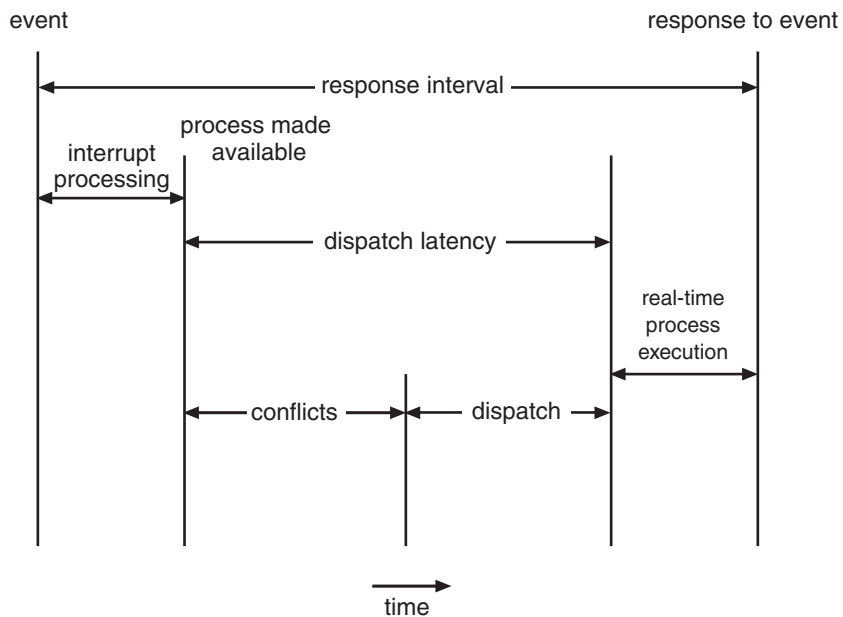 event
response to event
response interval
process made
available
interrupt
processing
dispatch latency
real-time
process
execution
conflicts
dispatch
time